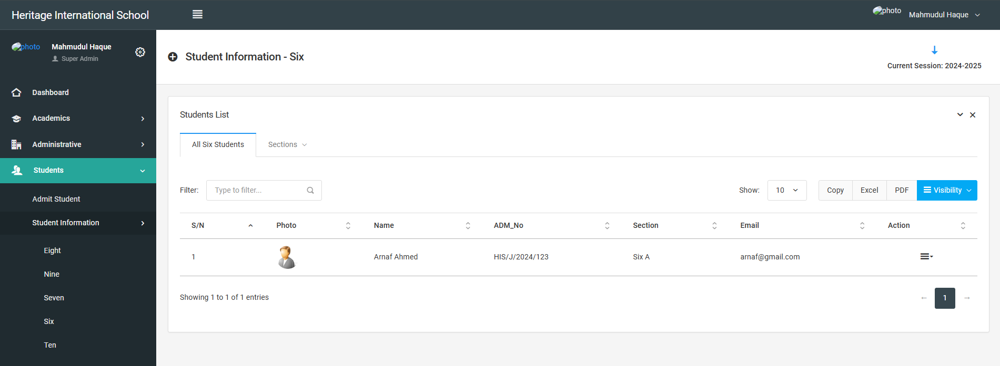 Heritage International School
photo
Mahmudul Haque
photo
Mahmudul Haque
Super Admin
Dashboard
Academics
Administrative
Students
Admit Student
Student Information
Eight
Nine
Seven
Six
Ten
Student Information - Six
Current Session: 2024-2025
Students List
All Six Students Sections
Filter: Type to filter... Show: 10 Copy Excel PDF Visibility
S/N Photo Name ADM_No Section Email Action
1 Arnaf Ahmed HIS/J/2024/123 Six A arnaf@gmail.com
Showing 1 to 1 of 1 entries ← 1 →